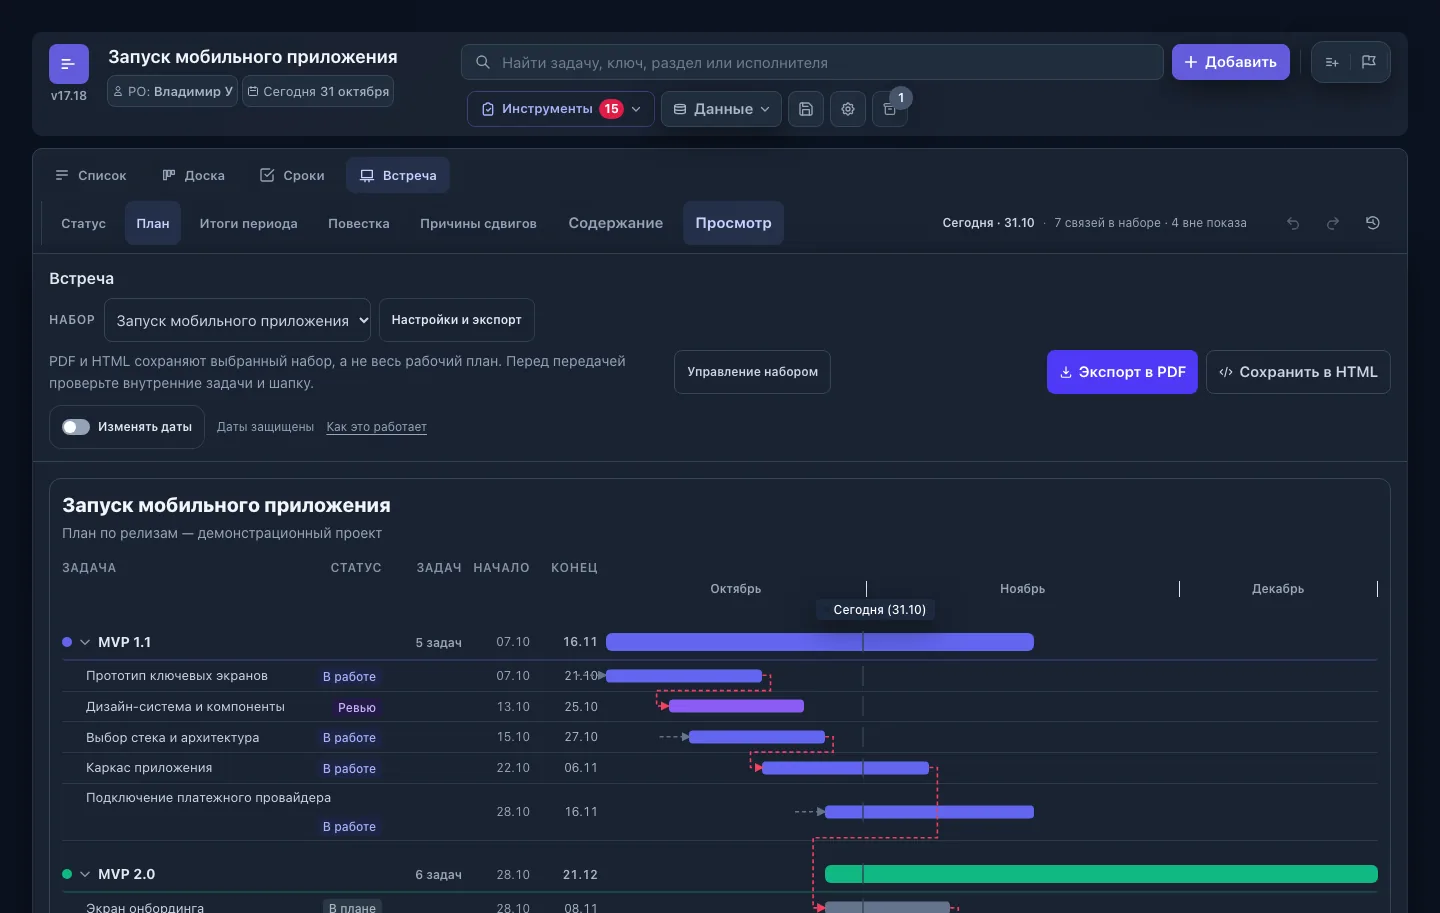 Запуск мобильного приложения
v17.18
PO: Владимир У
Сегодня 31 октября
Найти задачу, ключ, раздел или исполнителя
Добавить
Инструменты 15
Данные
1
Список
Доска
Сроки
Встреча
Статус
План
Итоги периода
Повестка
Причины сдвигов
Содержание
Просмотр
Сегодня · 31.10 · 7 связей в наборе · 4 вне показа
Встреча
НАБОР
Запуск мобильного приложения
Настройки и экспорт
PDF и HTML сохраняют выбранный набор, а не весь рабочий план. Перед передачей
проверьте внутренние задачи и шапку.
Управление набором
Экспорт в PDF
Сохранить в HTML
Изменять даты
Даты защищены
Как это работает
Запуск мобильного приложения
План по релизам — демонстрационный проект
ЗАДАЧА СТАТУС ЗАДАЧ НАЧАЛО КОНЕЦ
Октябрь Ноябрь Декабрь
Сегодня (31.10)
MVP 1.1 5 задач 07.10 16.11
Прототип ключевых экранов В работе 07.10 21.10
Дизайн-система и компоненты Ревью 13.10 25.10
Выбор стека и архитектура В работе 15.10 27.10
Каркас приложения В работе 22.10 06.11
Подключение платежного провайдера
28.10 16.11
В работе
MVP 2.0 6 задач 28.10 21.12
Экран онбординга В плане 28.10 08.11